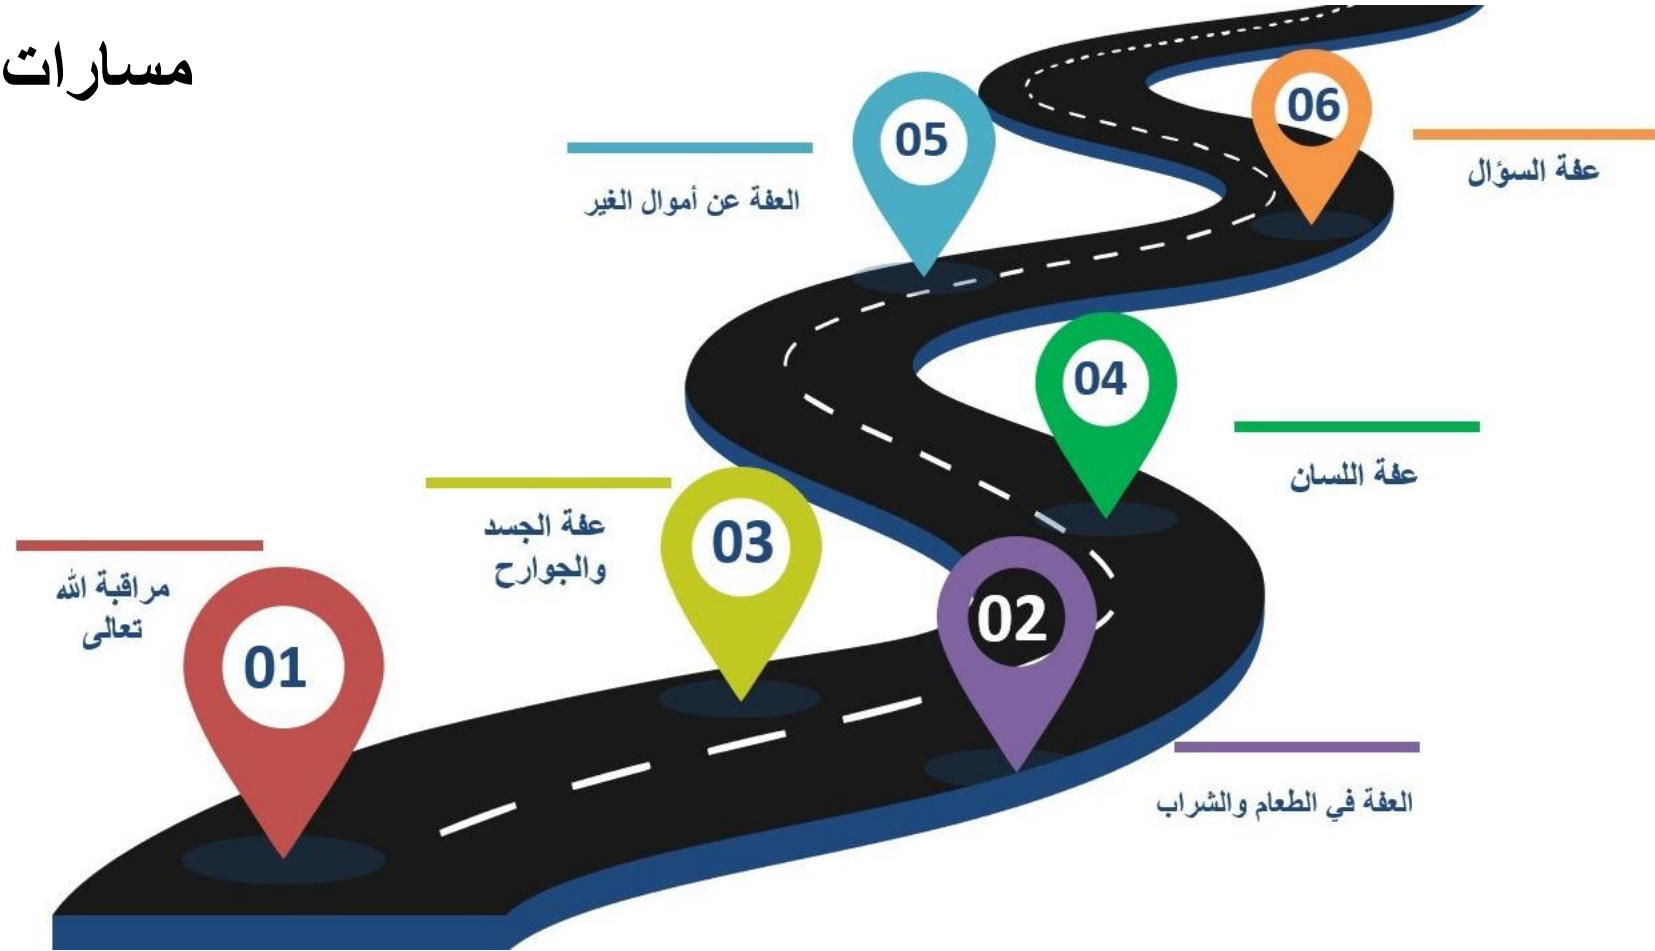 مسارات
01
مراقبة الله
تعالى
02
العفة في الطعام والشراب
03
عفة الجسد
والجوارح
04
عفة اللسان
05
العفة عن أموال الغير
06
عفة السؤال